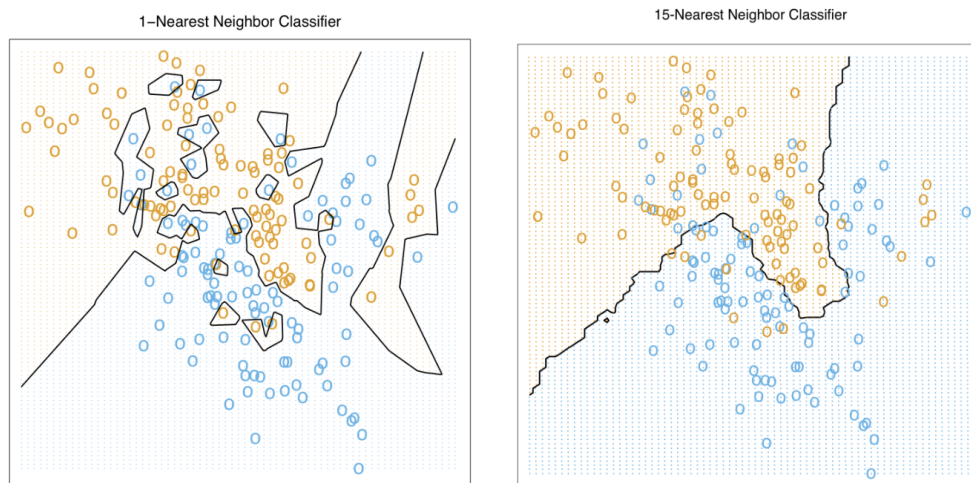 1−Nearest Neighbor Classifier
15-Nearest Neighbor Classifier